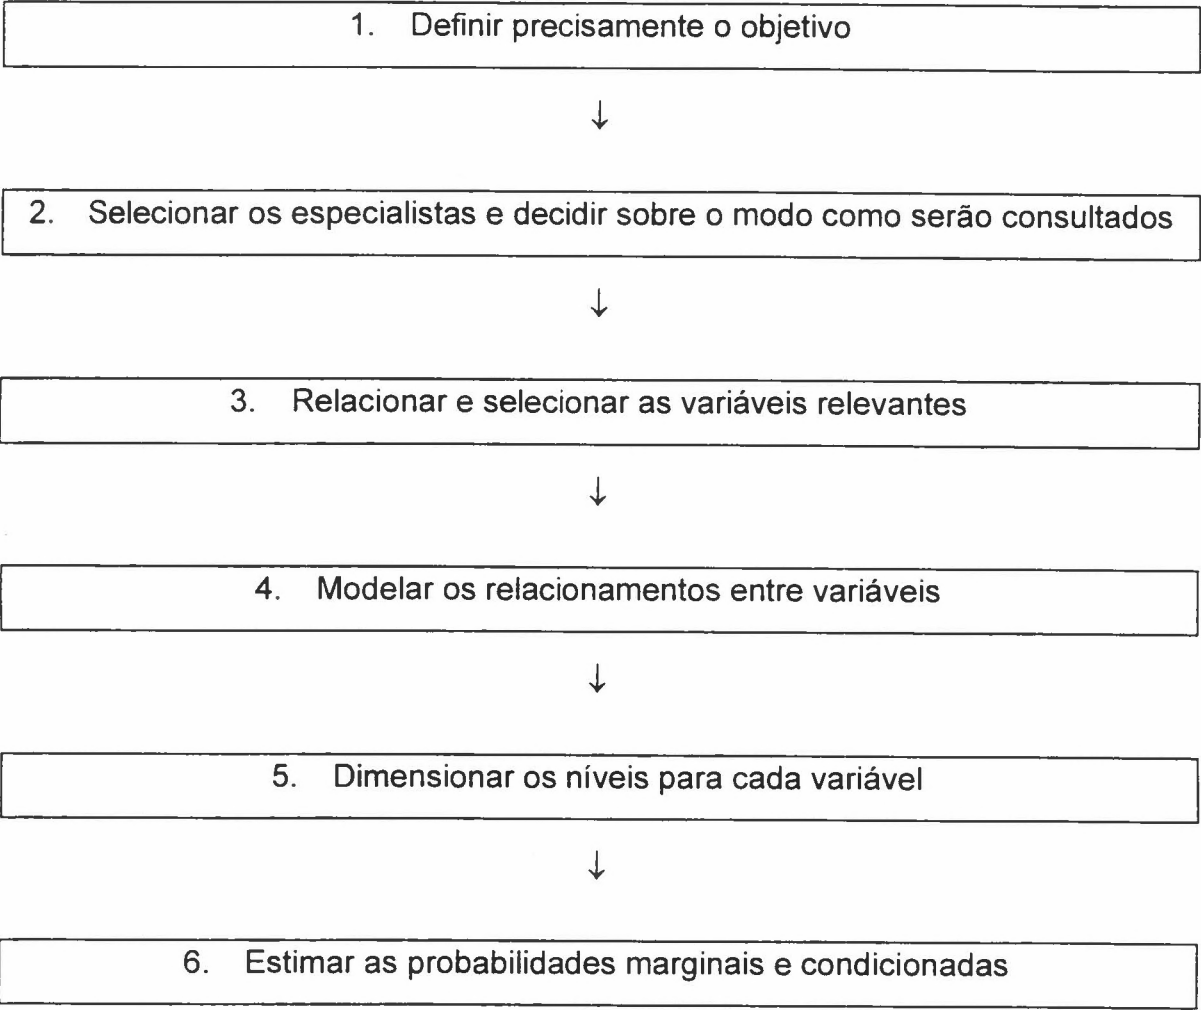 1. Definir precisamente o objetivo
↓
2. Selecionar os especialistas e decidir sobre o modo como serão consultados
↓
3. Relacionar e selecionar as variáveis relevantes
↓
4. Modelar os relacionamentos entre variáveis
↓
5. Dimensionar os níveis para cada variável
↓
6. Estimar as probabilidades marginais e condicionadas